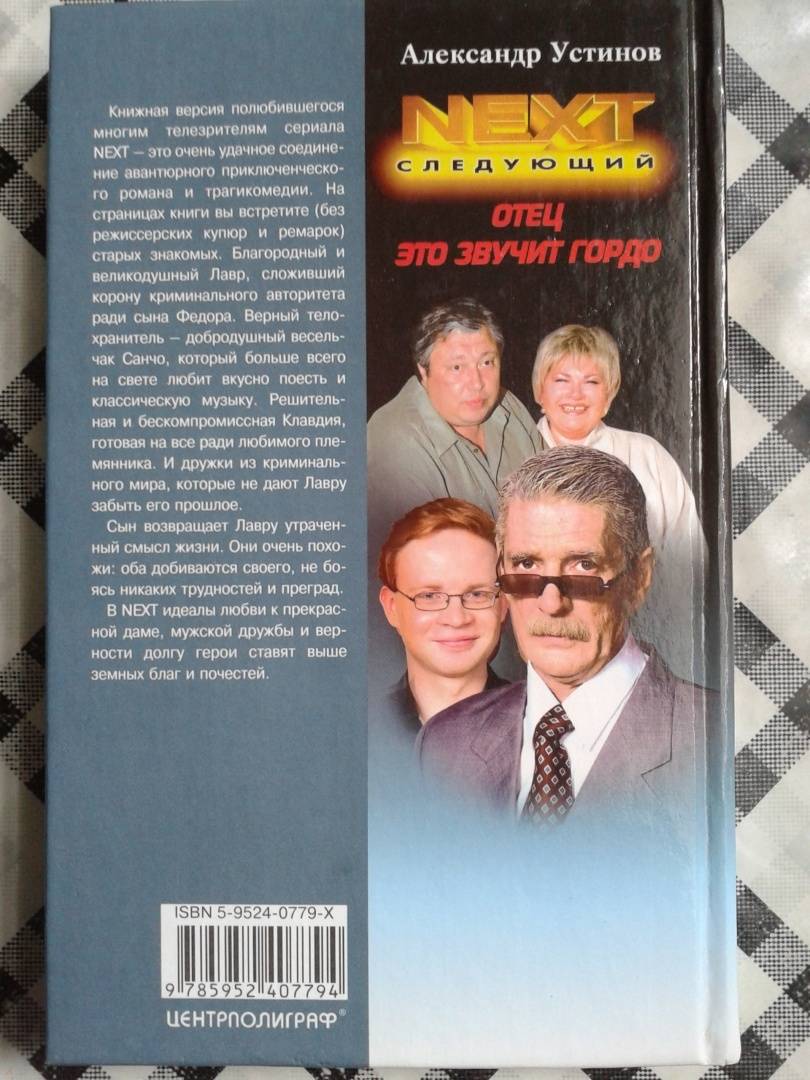 Книжная версия полюбившегося
многим телезрителям сериала
NEXT — это очень удачное соедине-
ние авантюрного приключенческо-
го романа и трагикомедии. На
страницах книги вы встретите (без
режиссерских купюр и ремарок)
старых знакомых. Благородный и
великодушный Лавр, сложивший
корону криминального авторитета
ради сына Федора. Верный тело-
хранитель — добродушный весель-
чак Санчо, который больше всего
на свете любит вкусно поесть и
классическую музыку. Решитель-
ная и бескомпромиссная Клавдия,
готовая на все ради любимого пле-
мянника. И дружки из криминаль-
ного мира, которые не дают Лавру
забыть его прошлое.
Сын возвращает Лавру утрачен-
ный смысл жизни. Они очень похо-
жи: оба добиваются своего, не бо-
ясь никаких трудностей и преград.
В NEXT идеалы любви к прекрас-
ной даме, мужской дружбы и вер-
ности долгу герои ставят выше
земных благ и почестей.
ISBN 5-9524-0779-X
9 785952 407794
ЦЕНТРПОЛИГРАФ®
Александр Устинов
NEXT
СЛЕДУЮЩИЙ
ОТЕЦ
ЭТО ЗВУЧИТ ГОРДО